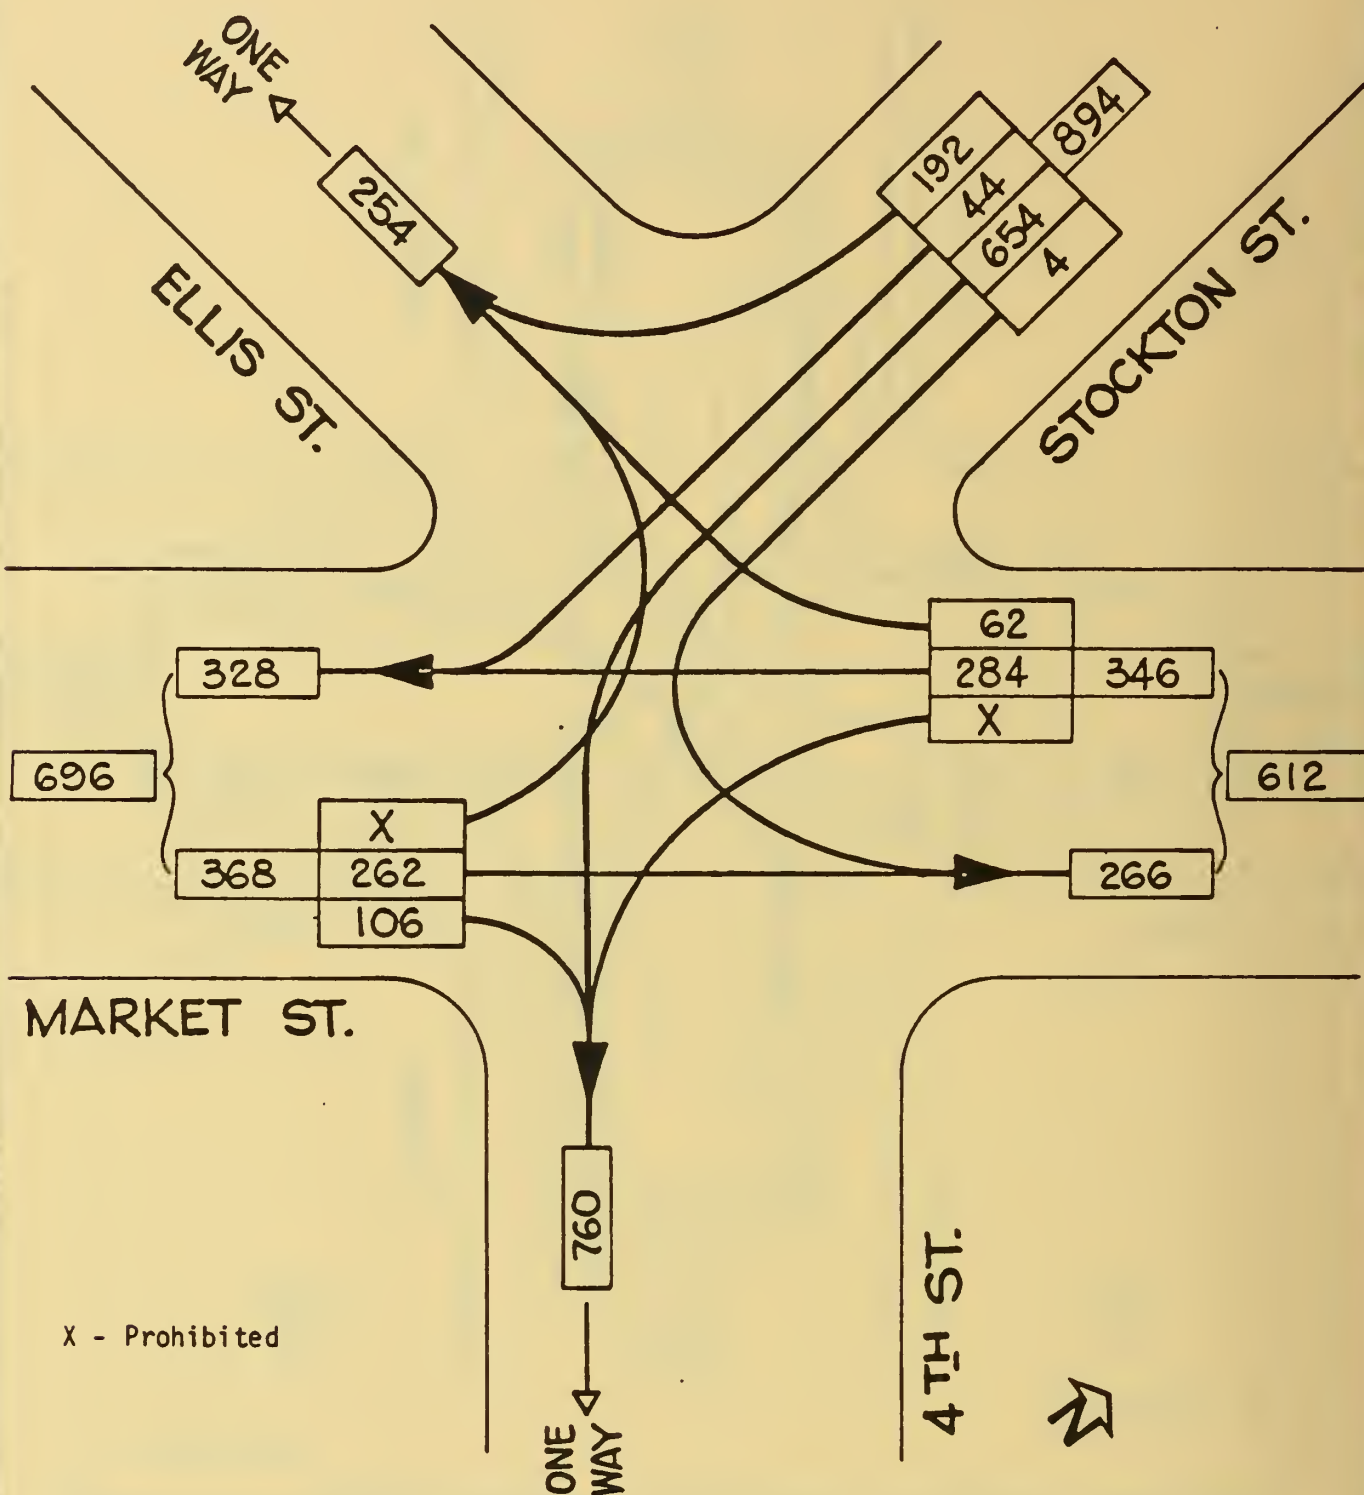 ONE
WAY
254
192
44
654
4
894
ELLIS ST.
STOCKTON ST.
62
328
284
346
X
696
612
X
368
262
266
106
MARKET ST.
760
4TH ST.
X - Prohibited
N
ONE
WAY